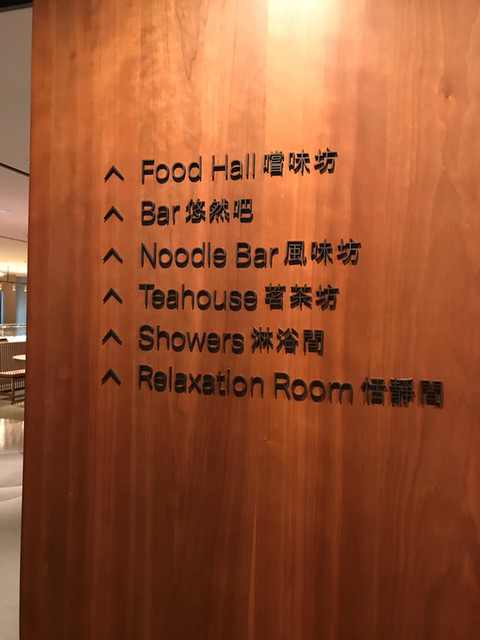 Food Hall 嚐味坊
Bar 悠然吧
Noodle Bar 風味坊
Teahouse 茗茶坊
Showers 淋浴間
Relaxation Room 恬靜間